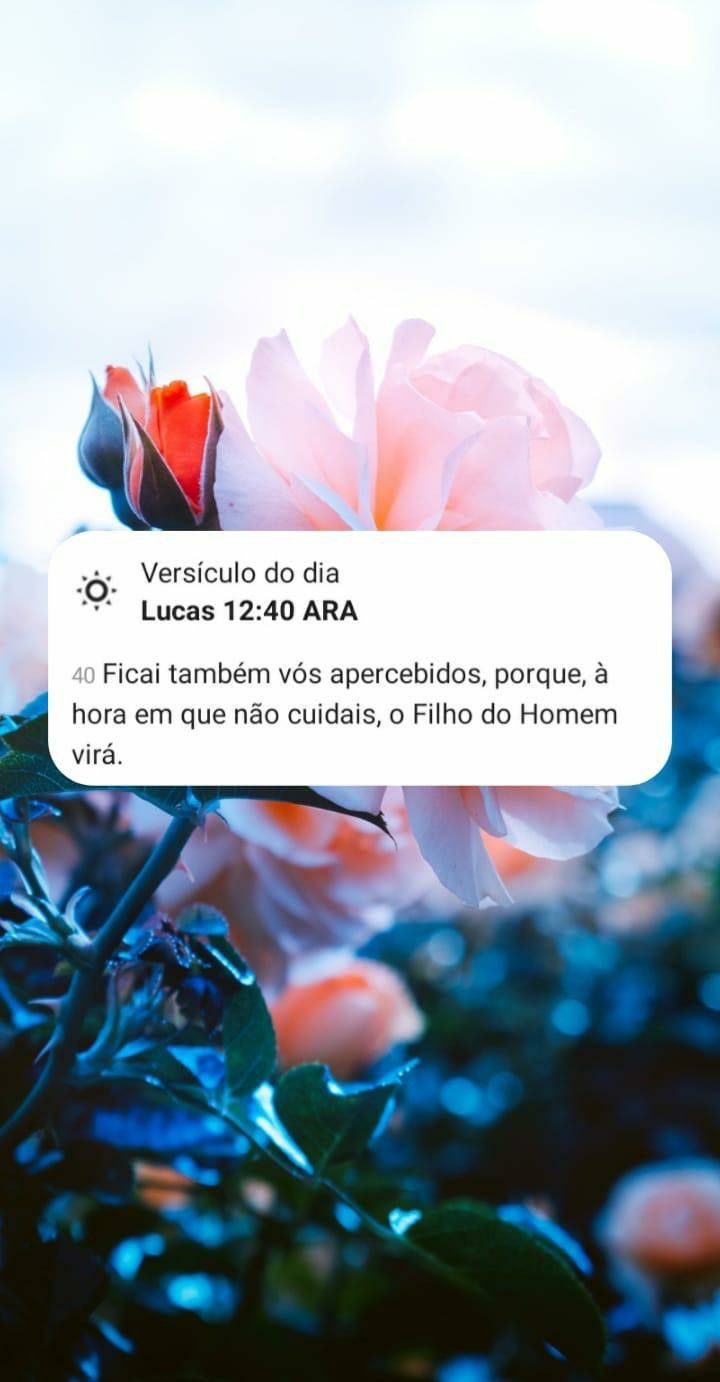 Versículo do dia
Lucas 12:40 ARA
40 Ficai também vós apercebidos, porque, à
hora em que não cuidais, o Filho do Homem
virá.